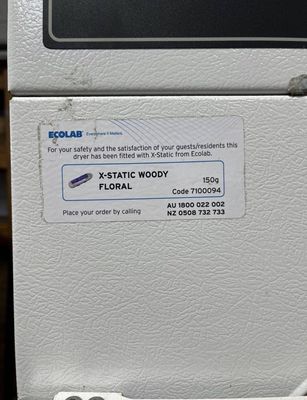 ECOLAB Everywhere It Matters.
For your safety and the satisfaction of your guests/residents this
dryer has been fitted with X-Static from Ecolab.
X-STATIC WOODY
FLORAL
150g
Code 7100094
Place your order by calling
AU 1800 022 002
NZ 0508 732 733